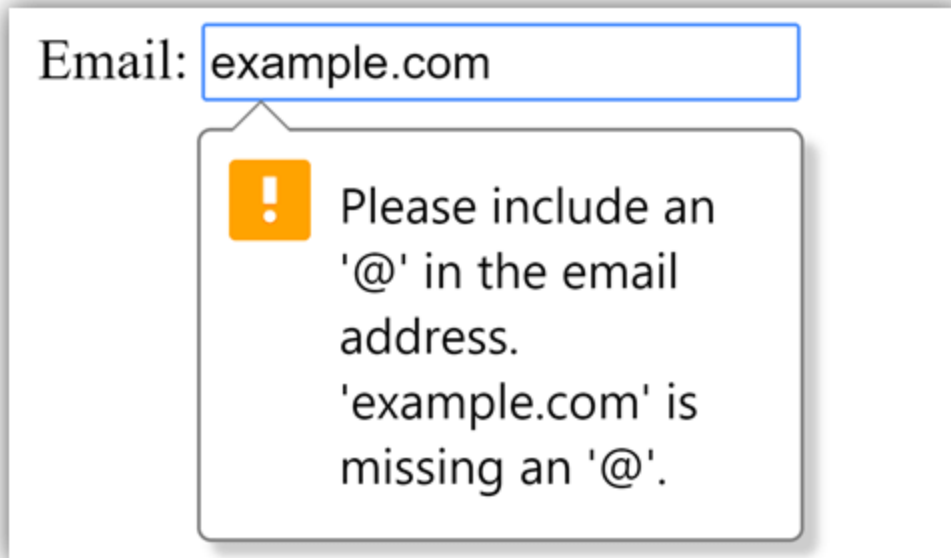 Email: example.com
Please include an
'@' in the email
address.
'example.com' is
missing an '@'.